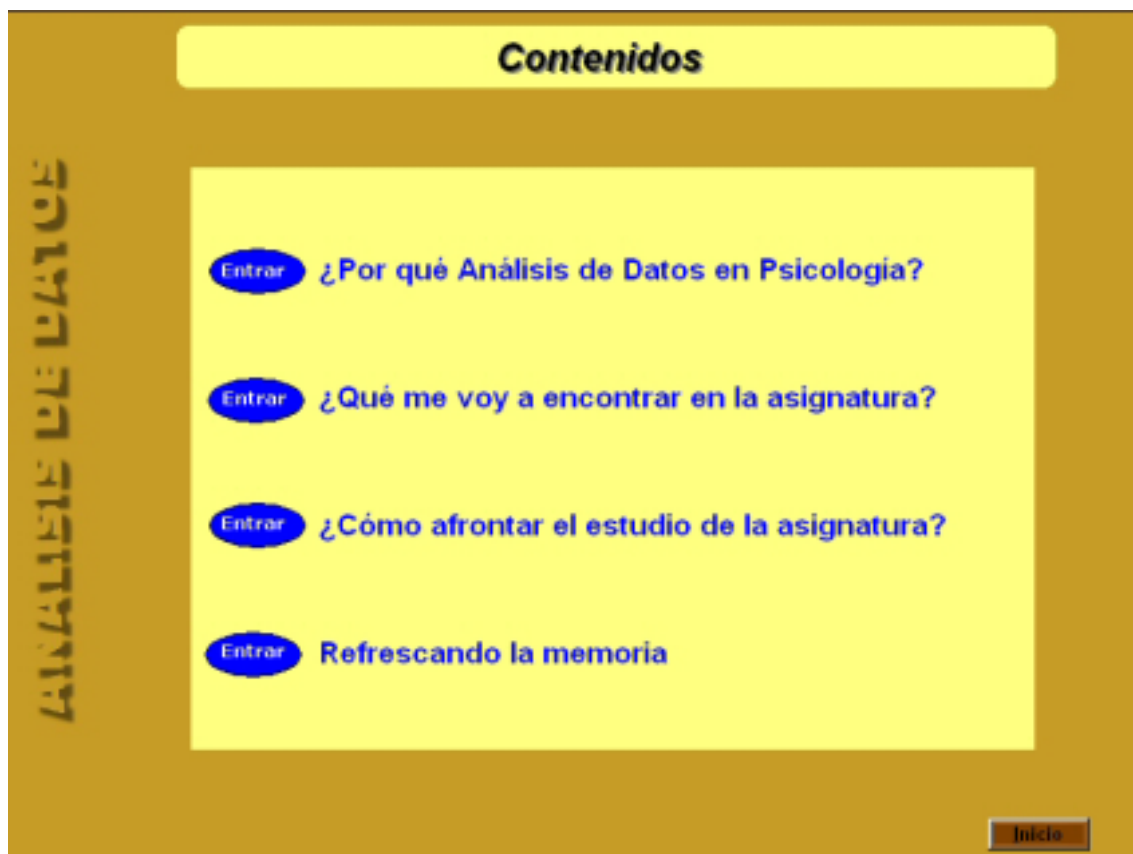 Contenidos
ANALISIS DE DATOS
Entrar ¿Por qué Análisis de Datos en Psicología?
Entrar ¿Qué me voy a encontrar en la asignatura?
Entrar ¿Cómo afrontar el estudio de la asignatura?
Entrar Refrescando la memoria
Inicio